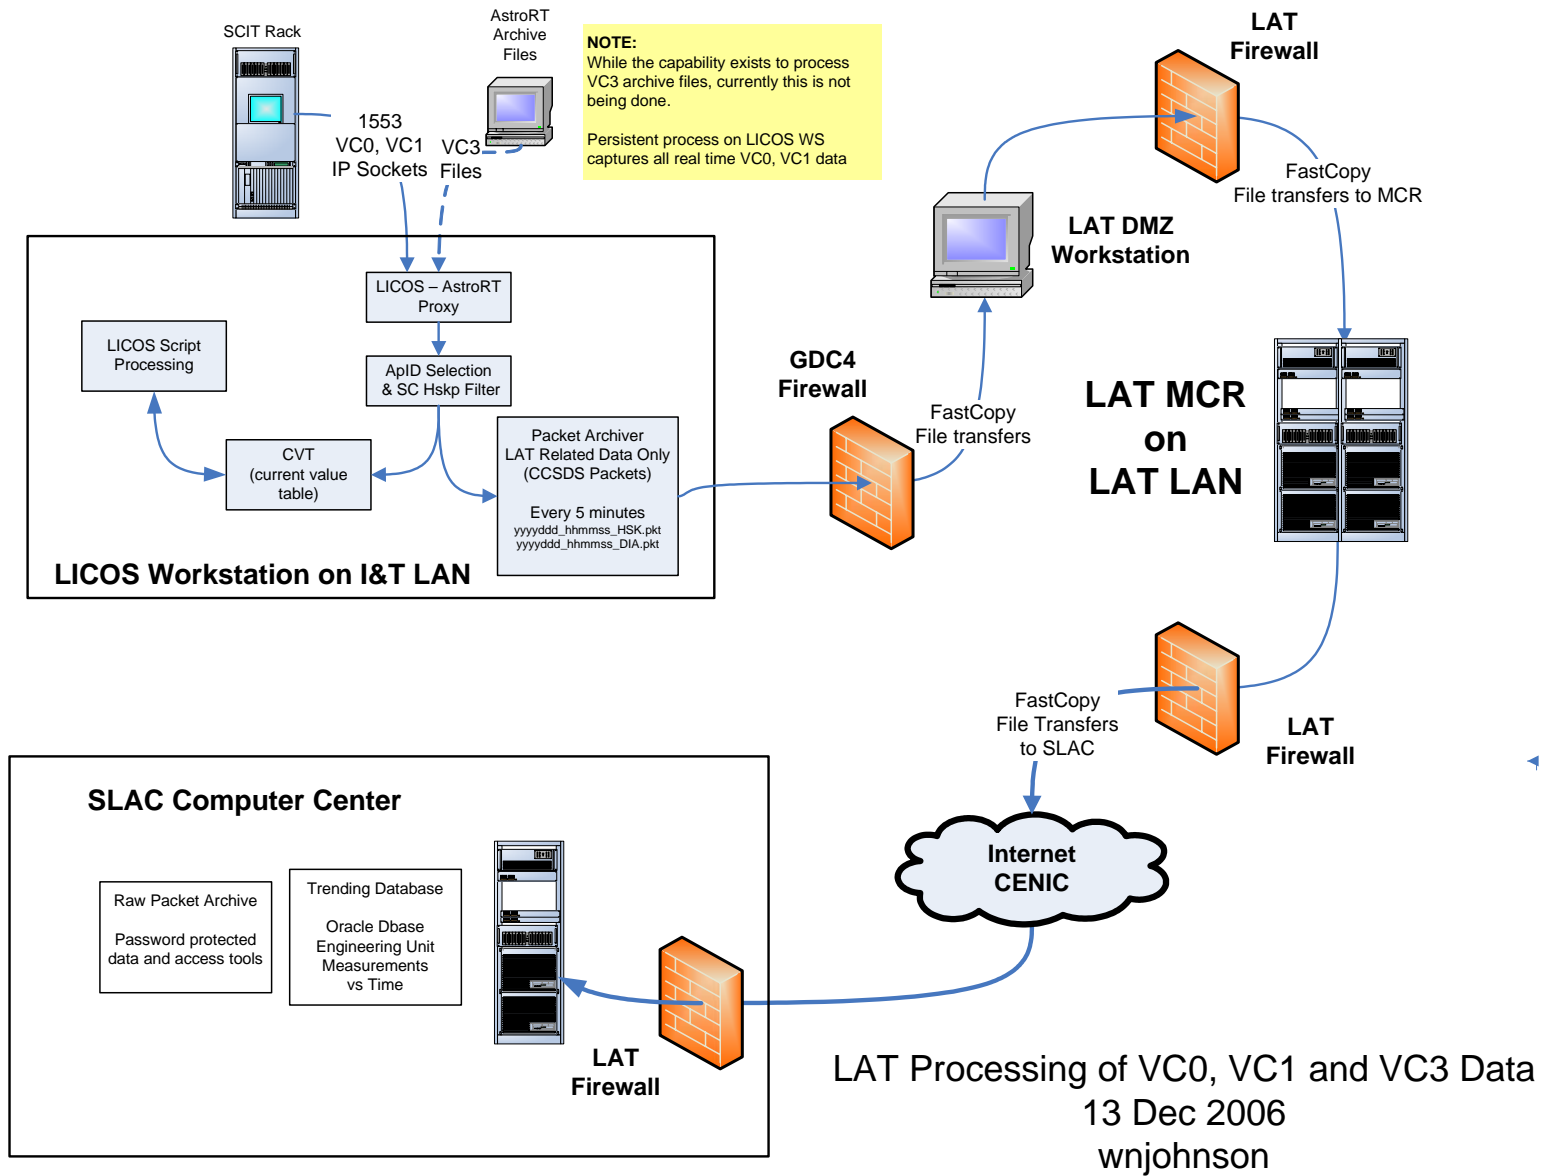 SCIT Rack
AstroRT
Archive
Files
NOTE:
While the capability exists to process
VC3 archive files, currently this is not
being done.
Persistent process on LICOS WS
captures all real time VC0, VC1 data
LAT
Firewall
1553
VC0, VC1
IP Sockets
VC3
Files
FastCopy
File transfers to MCR
LAT DMZ
Workstation
LICOS – AstroRT
Proxy
LICOS Script
Processing
ApID Selection
& SC Hskp Filter
GDC4
Firewall
FastCopy
File transfers
LAT MCR
on
LAT LAN
CVT
(current value
table)
Packet Archiver
LAT Related Data Only
(CCSDS Packets)
Every 5 minutes
yyyyddd_hhmmss_HSK.pkt
yyyyddd_hhmmss_DIA.pkt
LICOS Workstation on I&T LAN
FastCopy
File Transfers
to SLAC
LAT
Firewall
SLAC Computer Center
Internet
CENIC
Raw Packet Archive
Password protected
data and access tools
Trending Database
Oracle Dbase
Engineering Unit
Measurements
vs Time
LAT
Firewall
LAT Processing of VC0, VC1 and VC3 Data
13 Dec 2006
wnjohnson